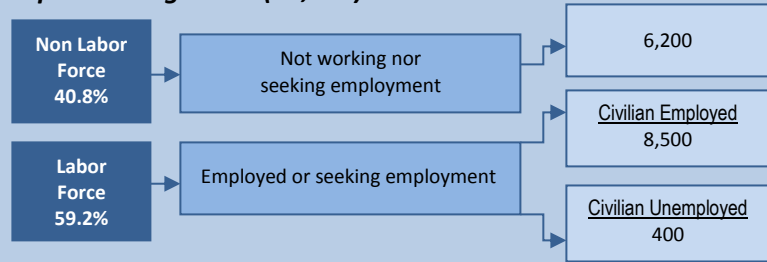 Non Labor
Force
40.8%
Not working nor
seeking employment
6,200
Civilian Employed
8,500
Labor
Force
59.2%
Employed or seeking employment
Civilian Unemployed
400